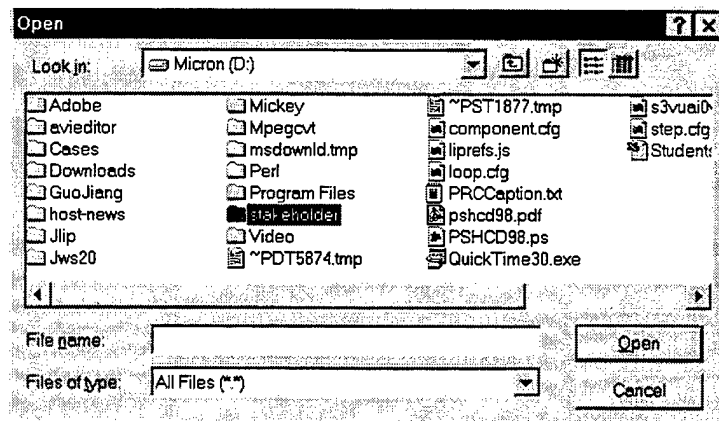 Open
Look in: Micron (D:)
Adobe Mickey ~PST1877.tmp s3vuai0
avieditor Mpegcvt component.cfg step.cfg
Cases msdownld.tmp liprefs.js Students
Downloads Perl loop.cfg
GuoJiang Program Files PRCCaption.txt
host-news stakeholder pshcd98.pdf
Jlip Video PSHCD98.ps
Jws20 ~PDT5874.tmp QuickTime30.exe
File name: Open
Files of type: All Files (*.*) Cancel